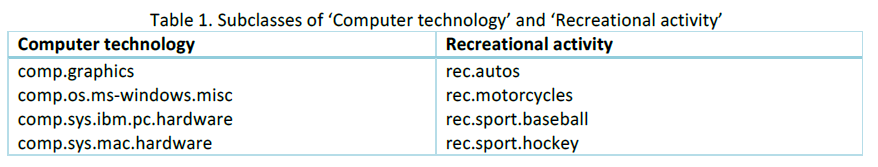 Table 1. Subclasses of ‘Computer technology’ and ‘Recreational activity’
Computer technology Recreational activity
comp.graphics rec.autos
comp.os.ms-windows.misc rec.motorcycles
comp.sys.ibm.pc.hardware rec.sport.baseball
comp.sys.mac.hardware rec.sport.hockey